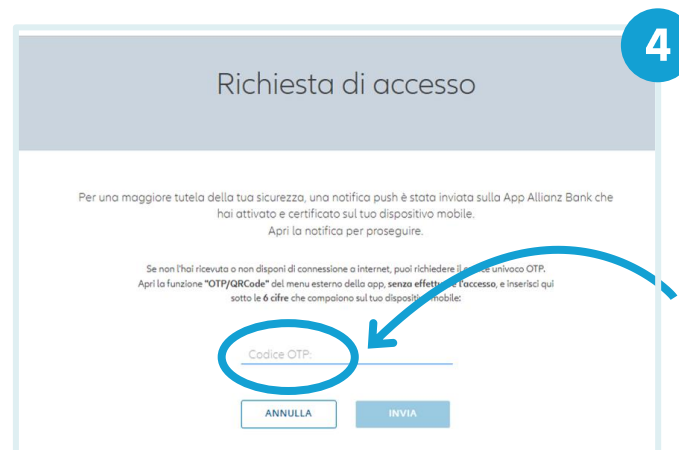 4
Richiesta di accesso
Per una maggiore tutela della tua sicurezza, una notifica push è stata inviata sulla App Allianz Bank che
hai attivato e certificato sul tuo dispositivo mobile.
Apri la notifica per proseguire.
Se non l'hai ricevuta o non disponi di connessione a internet, puoi richiedere il codice univoco OTP.
Apri la funzione "OTP/QRCode" del menu esterno della app, senza effettuare l'accesso, e inserisci qui
sotto le 6 cifre che compaiono sul tuo dispositivo mobile:
Codice OTP:
ANNULLA
INVIA